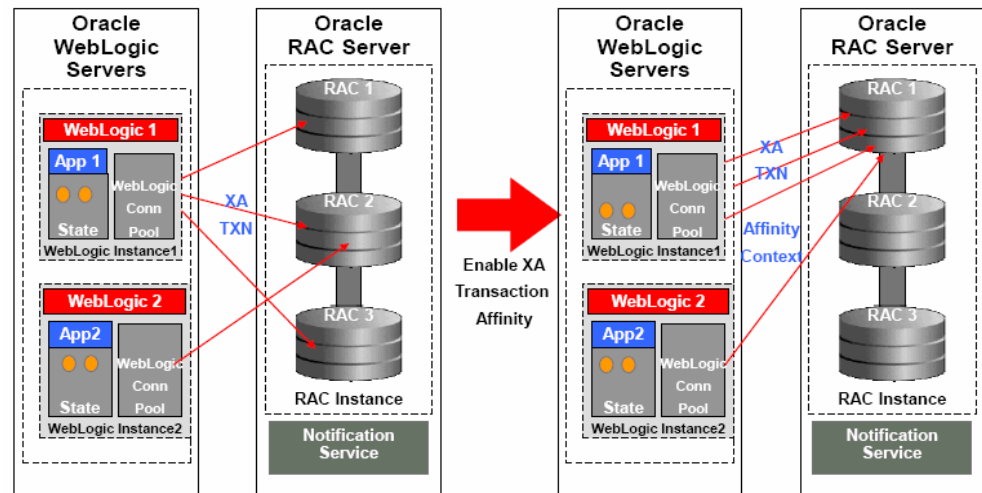 Oracle
WebLogic
Servers
WebLogic 1
App 1
State
WebLogic
Conn
Pool
WebLogic Instance1
WebLogic 2
App2
State
WebLogic
Conn
Pool
WebLogic Instance2
XA
TXN
Oracle
RAC Server
RAC 1
RAC 2
RAC 3
RAC Instance
Notification
Service
Enable XA
Transaction
Affinity
Oracle
WebLogic
Servers
WebLogic 1
App 1
State
WebLogic
Conn
Pool
WebLogic Instance1
WebLogic 2
App2
State
WebLogic
Conn
Pool
WebLogic Instance2
XA
TXN
Affinity
Context
Oracle
RAC Server
RAC 1
RAC 2
RAC 3
RAC Instance
Notification
Service